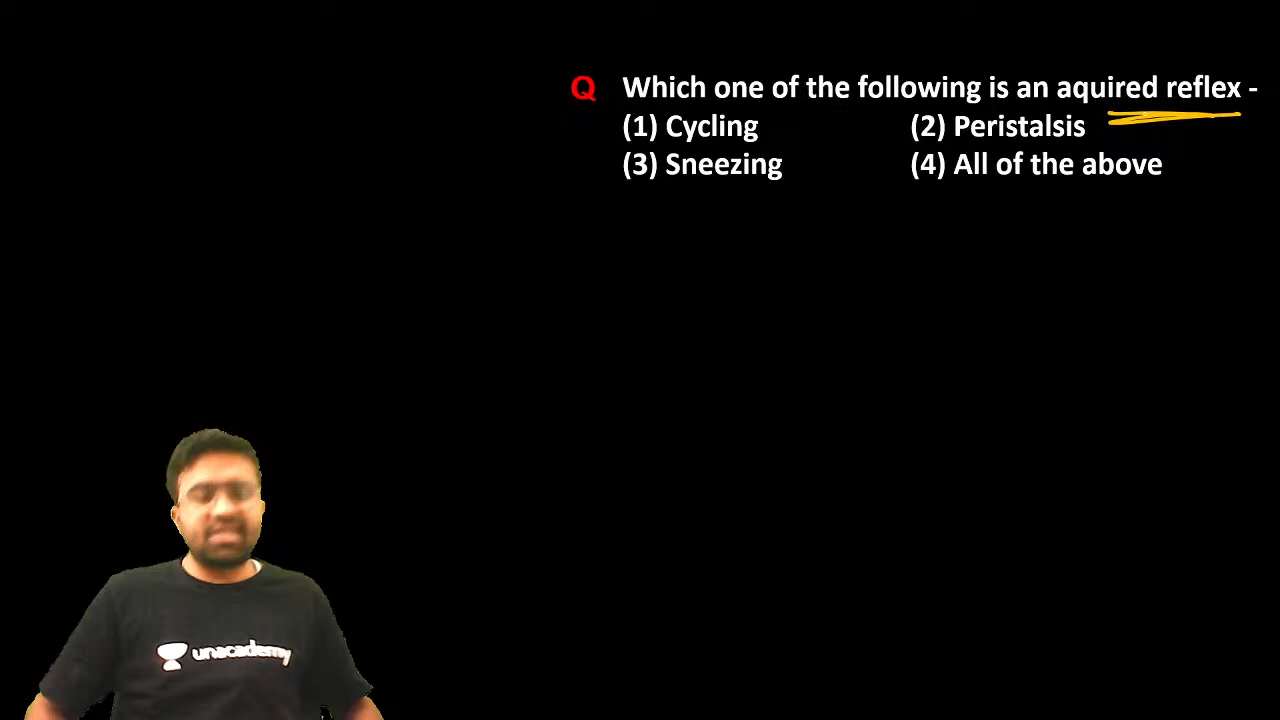 Q Which one of the following is an aquired reflex -
(1) Cycling (2) Peristalsis
(3) Sneezing (4) All of the above
unacademy